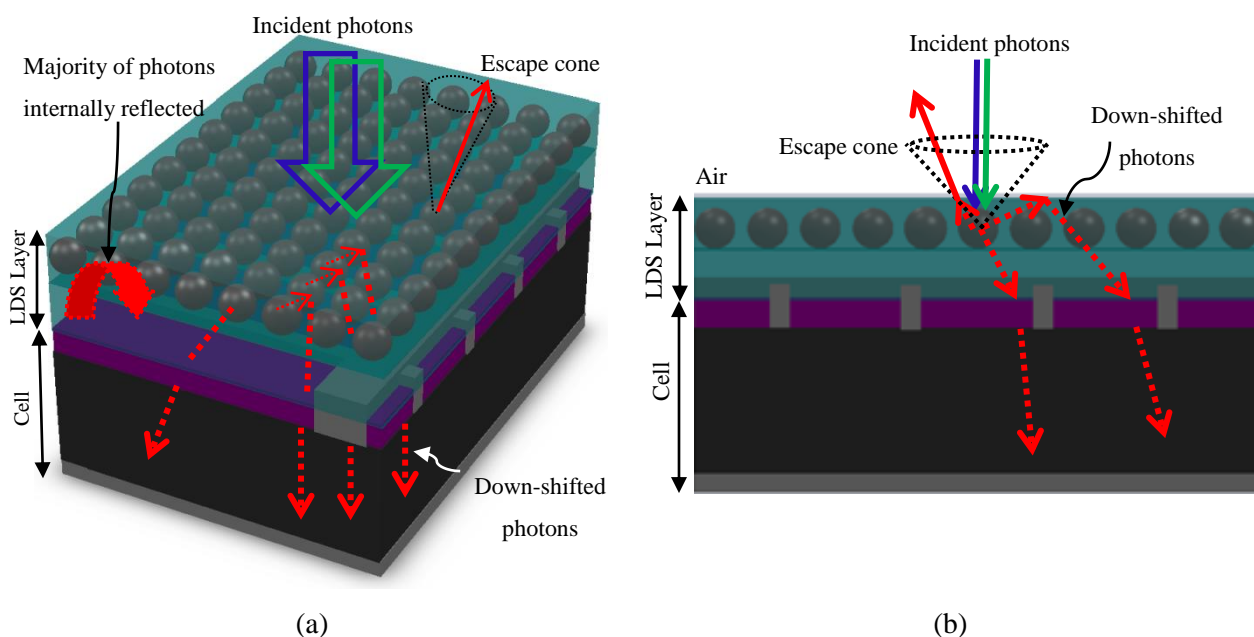 Incident photons
Majority of photons
internally reflected
Escape cone
LDS Layer
Cell
Down-shifted
photons
(a)
Incident photons
Down-shifted
photons
Escape cone
Air
LDS Layer
Cell
(b)